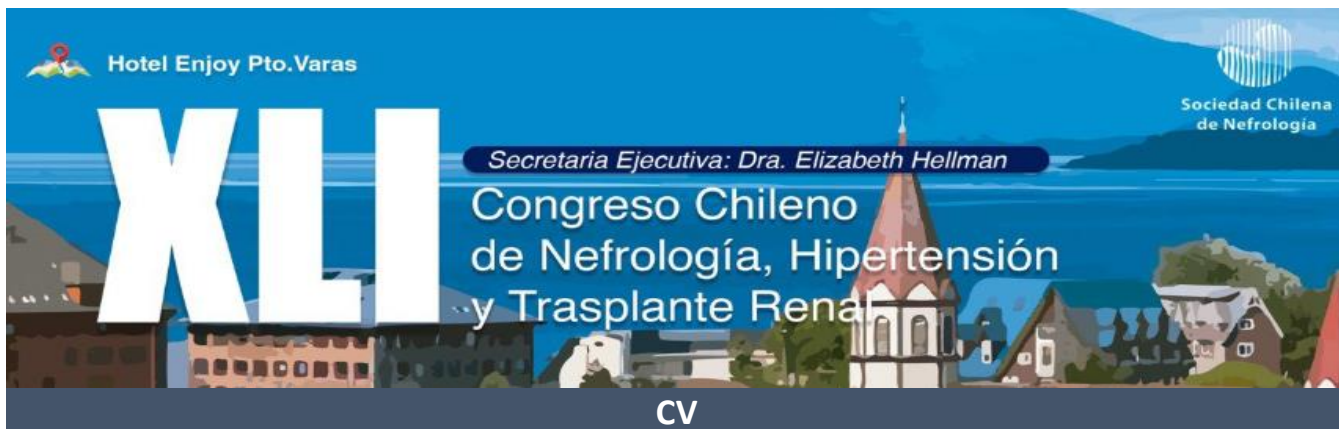 Hotel Enjoy Pto.Varas
Sociedad Chilena
de Nefrología
XLI
Secretaria Ejecutiva: Dra. Elizabeth Hellman
Congreso Chileno
de Nefrología, Hipertensión
y Trasplante Renal
CV